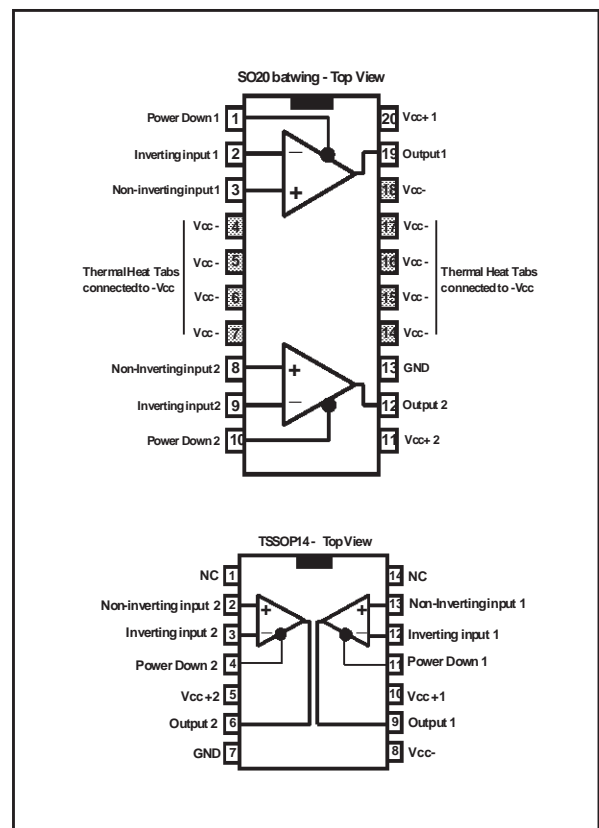 SO20 batwing - Top View
Power Down 1 1 20 Vcc+ 1
Inverting input 1 2 19 Output 1
Non-inverting input 1 3 18 Vcc-
Vcc- 4 17 Vcc-
Vcc- 5 16 Vcc-
Thermal Heat Tabs connected to -Vcc
Thermal Heat Tabs connected to -Vcc
Vcc- 6 15 Vcc-
Vcc- 7 14 Vcc-
Non-Inverting input 2 8 13 GND
Inverting input 2 9 12 Output 2
Power Down 2 10 11 Vcc+ 2
TSSOP14 - Top View
NC 1 14 NC
Non-inverting input 2 2 13 Non-Inverting input 1
Inverting input 2 3 12 Inverting input 1
Power Down 2 4 11 Power Down 1
Vcc+2 5 10 Vcc+1
Output 2 6 9 Output 1
GND 7 8 Vcc-